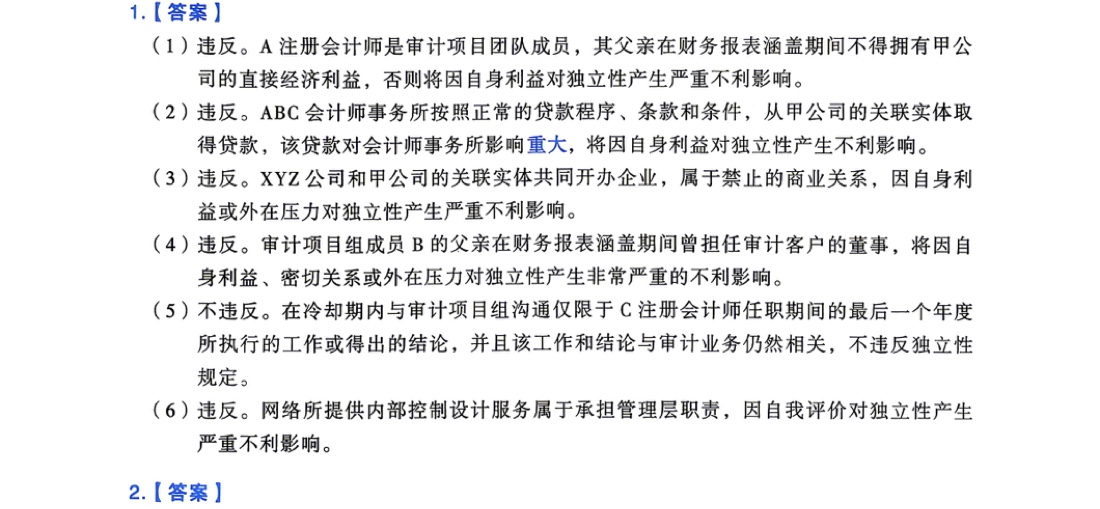 1.【答案】
（1）违反。A 注册会计师是审计项目团队成员，其父亲在财务报表涵盖期间不得拥有甲公
司的直接经济利益，否则将因自身利益对独立性产生严重不利影响。
（2）违反。ABC 会计师事务所按照正常的贷款程序、条款和条件，从甲公司的关联实体取
得贷款，该贷款对会计师事务所影响重大，将因自身利益对独立性产生不利影响。
（3）违反。XYZ 公司和甲公司的关联实体共同开办企业，属于禁止的商业关系，因自身利
益或外在压力对独立性产生严重不利影响。
（4）违反。审计项目组成员 B 的父亲在财务报表涵盖期间曾担任审计客户的董事，将因自
身利益、密切关系或外在压力对独立性产生非常严重的不利影响。
（5）不违反。在冷却期内与审计项目组沟通仅限于 C 注册会计师任职期间的最后一个年度
所执行的工作或得出的结论，并且该工作和结论与审计业务仍然相关，不违反独立性
规定。
（6）违反。网络所提供内部控制设计服务属于承担管理层职责，因自我评价对独立性产生
严重不利影响。
2.【答案】